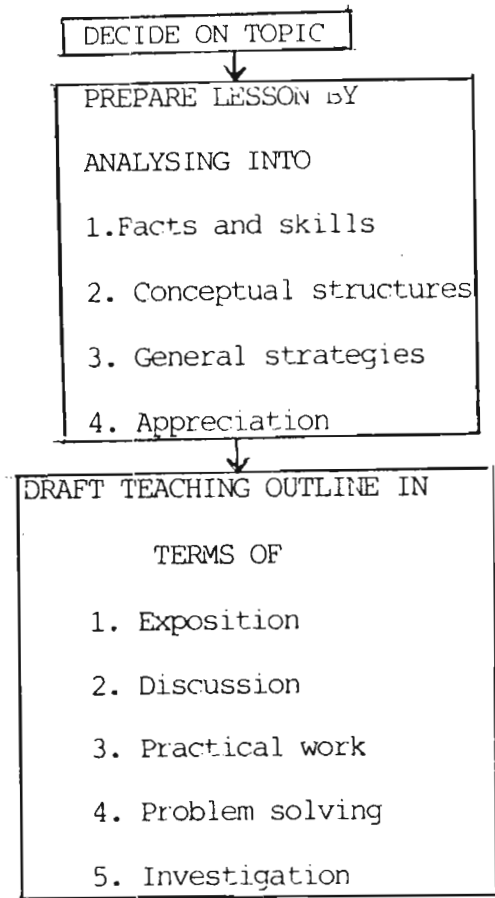 DECIDE ON TOPIC
PREPARE LESSON BY
ANALYSING INTO
1.Facts and skills
2. Conceptual structures
3. General strategies
4. Appreciation
DRAFT TEACHING OUTLINE IN
TERMS OF
1. Exposition
2. Discussion
3. Practical work
4. Problem solving
5. Investigation